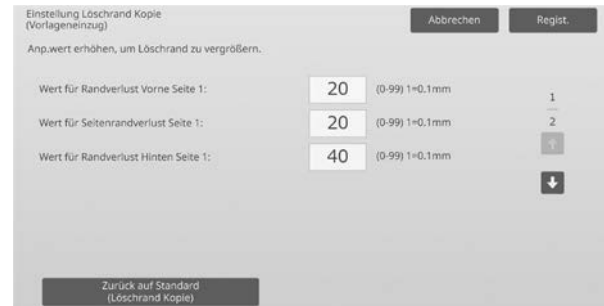 Einstellung Löschrand Kopie
(Vorlageneinzug)
Abbrechen
Regist.
Anp.wert erhöhen, um Löschrand zu vergrößern.
Wert für Randverlust Vorne Seite 1:
20
(0-99) 1=0.1mm
1
Wert für Seitenrandverlust Seite 1:
20
(0-99) 1=0.1mm
2
Wert für Randverlust Hinten Seite 1:
40
(0-99) 1=0.1mm
Zurück auf Standard
(Löschrand Kopie)